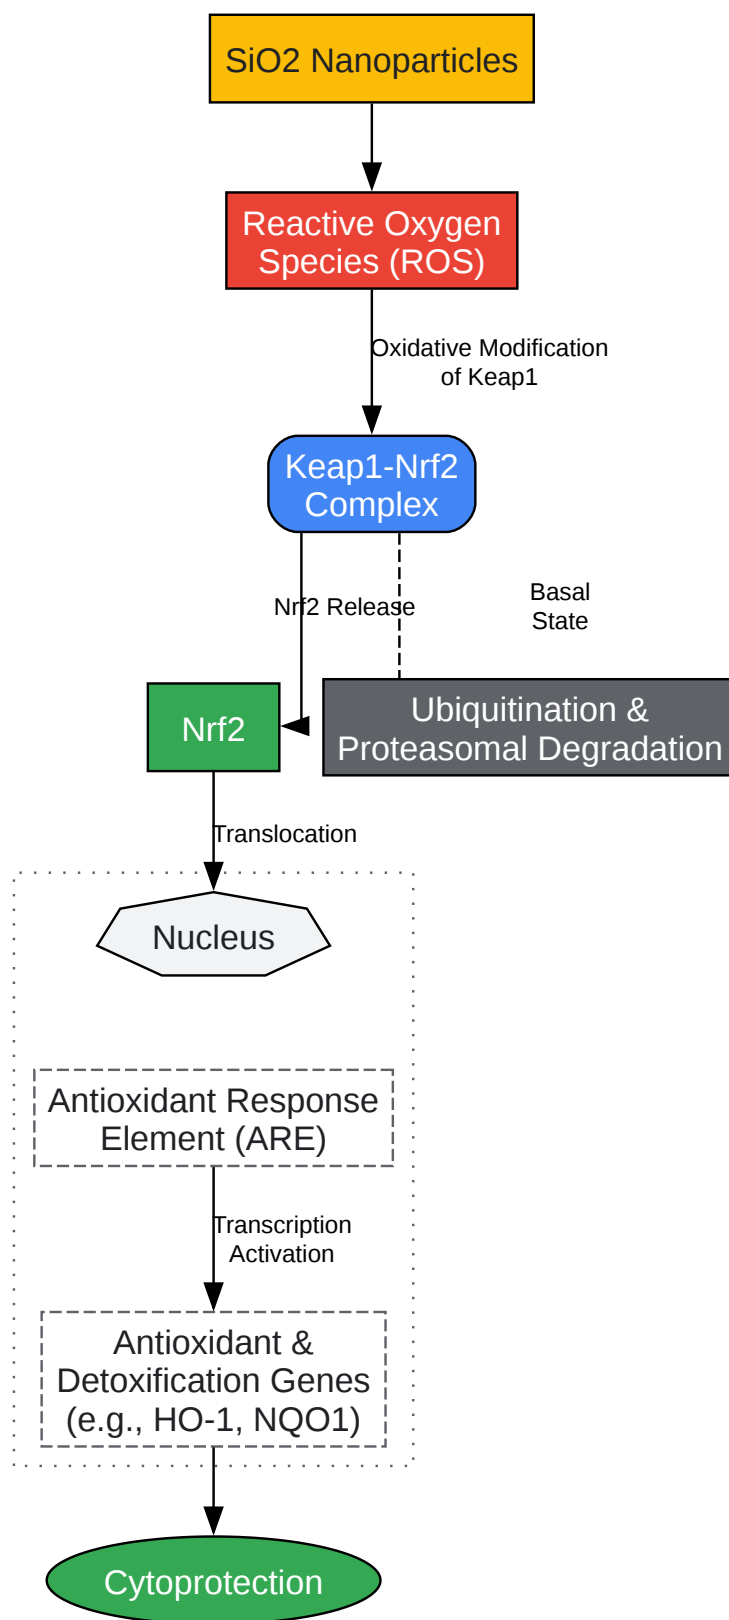 SiO2 Nanoparticles
Reactive Oxygen
Species (ROS)
Oxidative Modification
of Keap1
Keap1-Nrf2
Complex
Nrf2 Release
Basal
State
Nrf2
Ubiquitination &
Proteasomal Degradation
Translocation
Nucleus
Antioxidant Response
Element (ARE)
Transcription
Activation
Antioxidant &
Detoxification Genes
(e.g., HO-1, NQO1)
Cytoprotection